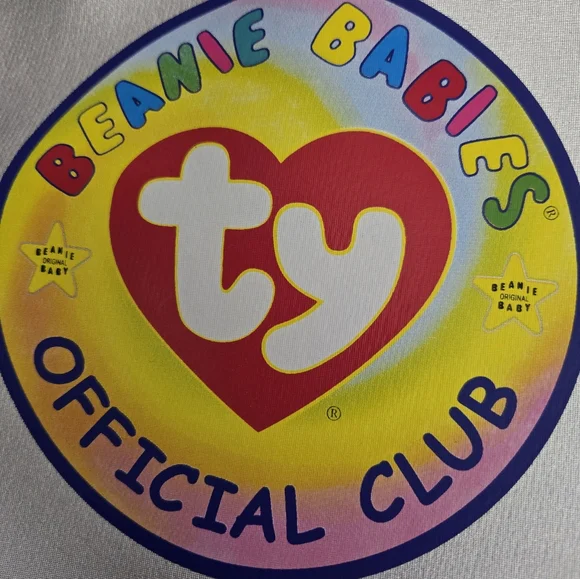 BEANIE BABIES®
ty
®
BEANIE
ORIGINAL
BABY
BEANIE
ORIGINAL
BABY
OFFICIAL CLUB